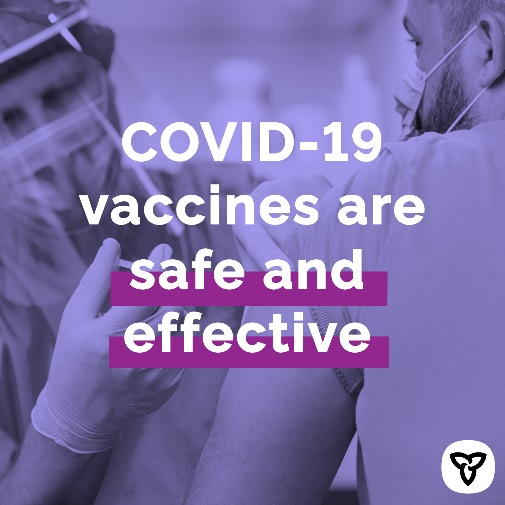 COVID-19
vaccines are
safe and
effective